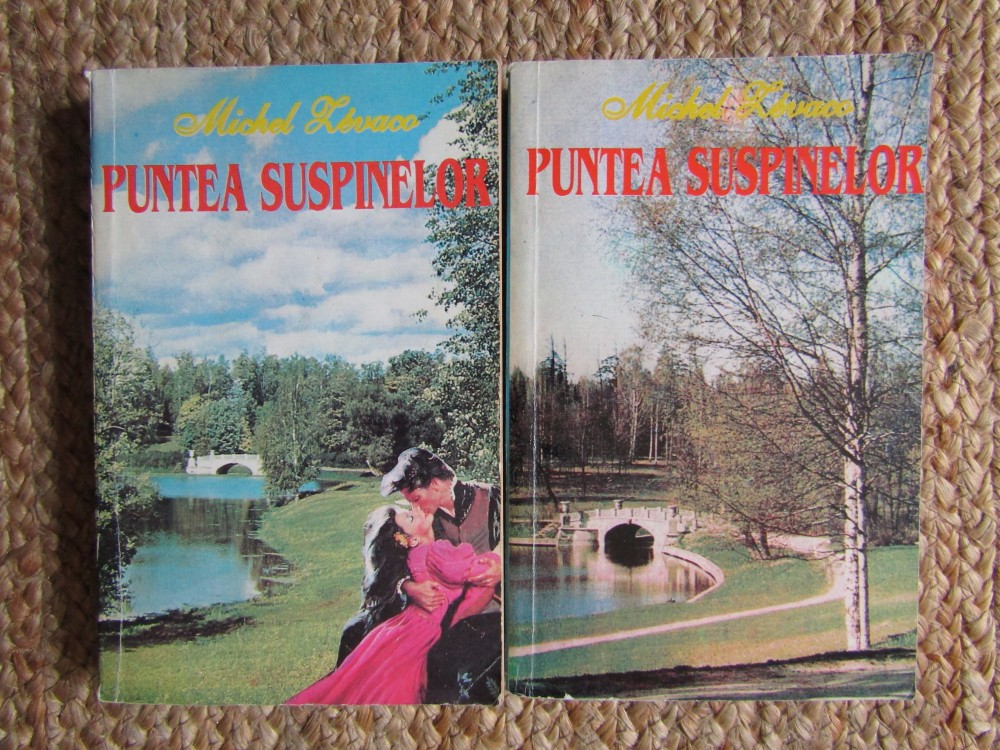 Michel Zévaco
PUNTEA SUSPINELOR
Michel Zévaco
PUNTEA SUSPINELOR